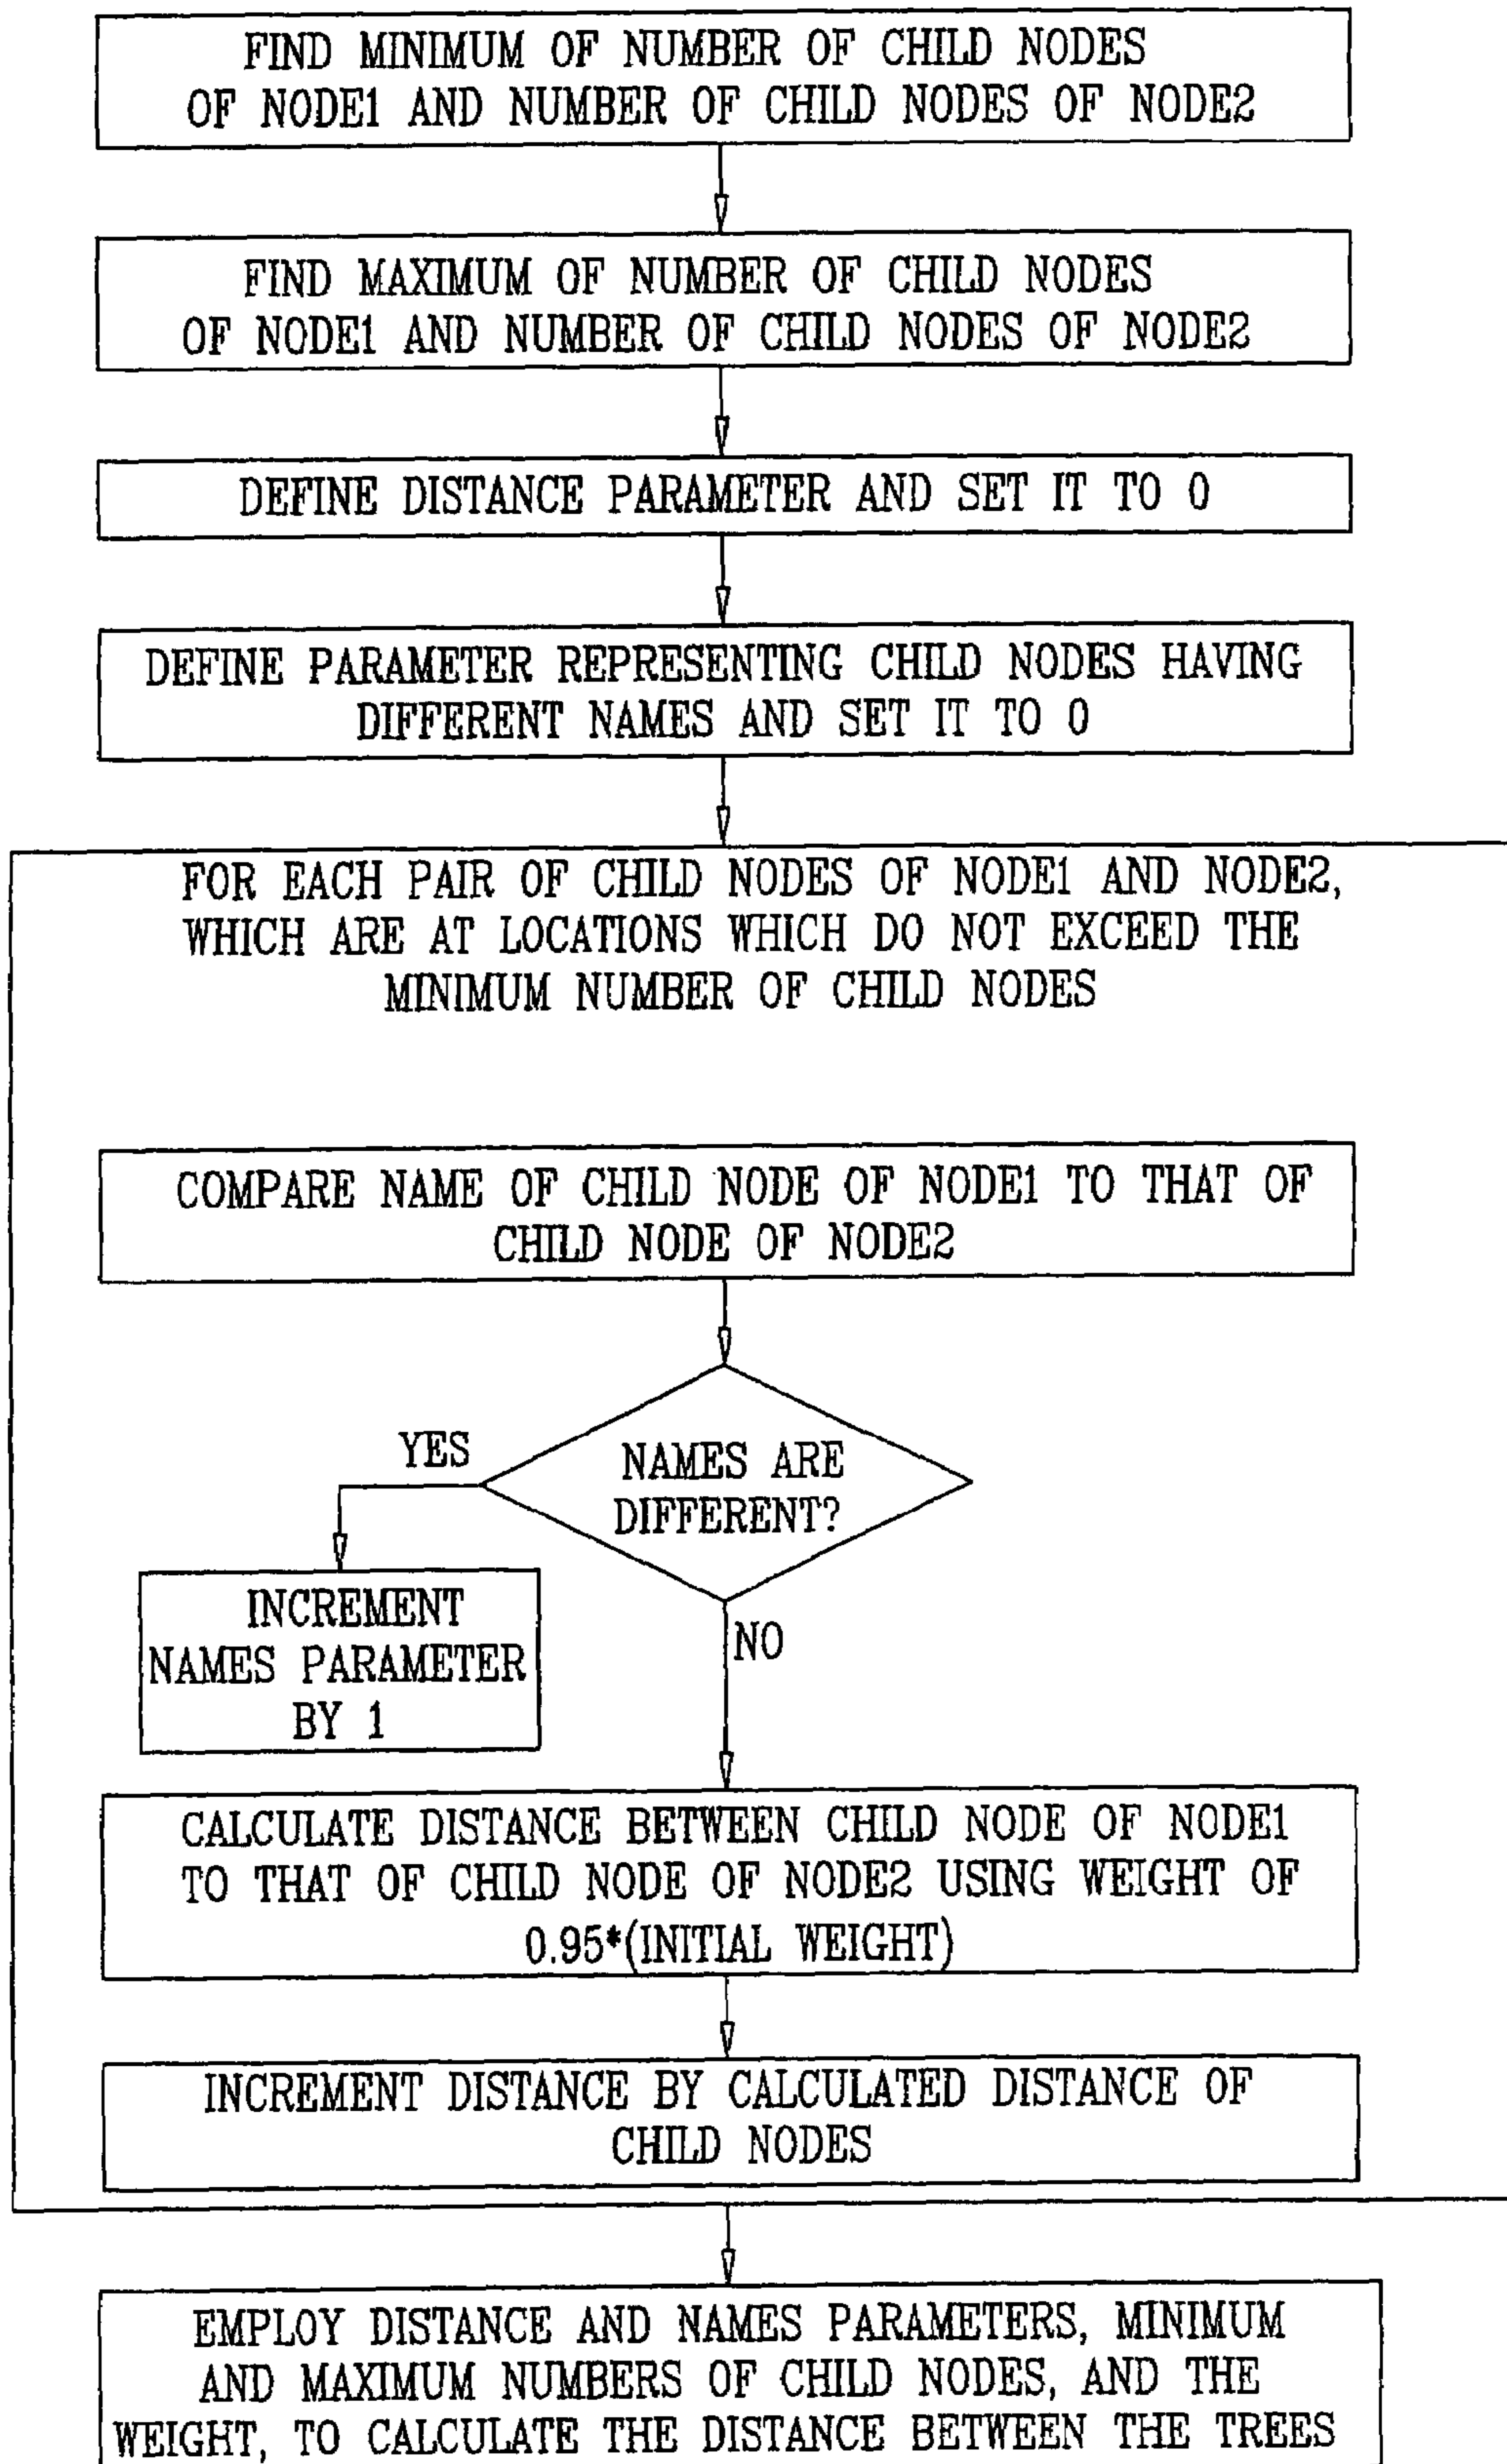 FIND MINIMUM OF NUMBER OF CHILD NODES
OF NODE1 AND NUMBER OF CHILD NODES OF NODE2
FIND MAXIMUM OF NUMBER OF CHILD NODES
OF NODE1 AND NUMBER OF CHILD NODES OF NODE2
DEFINE DISTANCE PARAMETER AND SET IT TO 0
DEFINE PARAMETER REPRESENTING CHILD NODES HAVING
DIFFERENT NAMES AND SET IT TO 0
FOR EACH PAIR OF CHILD NODES OF NODE1 AND NODE2,
WHICH ARE AT LOCATIONS WHICH DO NOT EXCEED THE
MINIMUM NUMBER OF CHILD NODES
COMPARE NAME OF CHILD NODE OF NODE1 TO THAT OF
CHILD NODE OF NODE2
YES
NAMES ARE
DIFFERENT?
INCREMENT
NAMES PARAMETER
BY 1
NO
CALCULATE DISTANCE BETWEEN CHILD NODE OF NODE1
TO THAT OF CHILD NODE OF NODE2 USING WEIGHT OF
0.95*(INITIAL WEIGHT)
INCREMENT DISTANCE BY CALCULATED DISTANCE OF
CHILD NODES
EMPLOY DISTANCE AND NAMES PARAMETERS, MINIMUM
AND MAXIMUM NUMBERS OF CHILD NODES, AND THE
WEIGHT, TO CALCULATE THE DISTANCE BETWEEN THE TREES